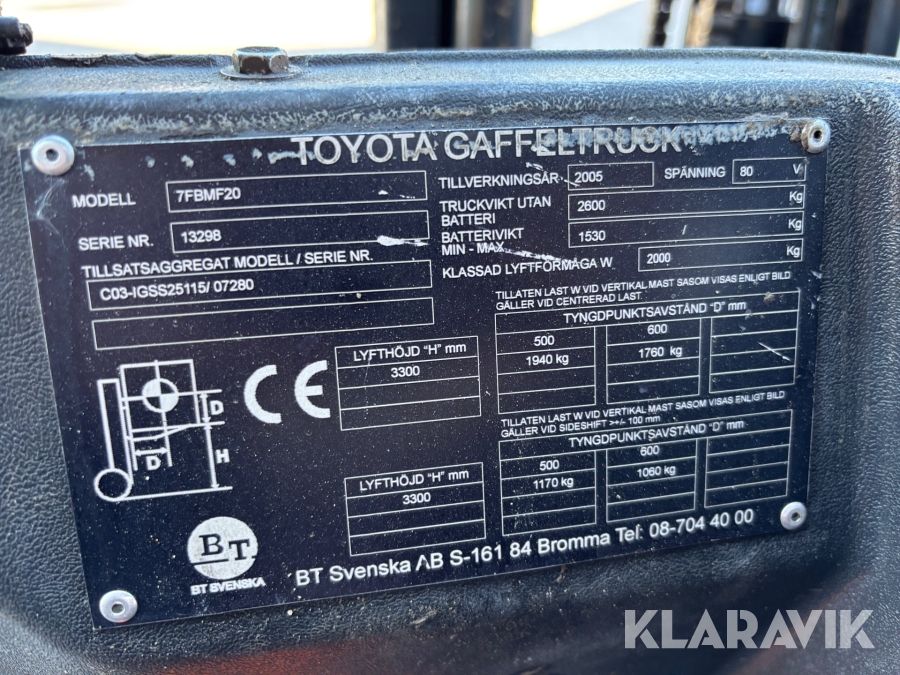 TOYOTA GAFFELTRUCK
MODELL 7FBMF20
SERIE NR. 13298
TILLSATSAGGREGAT MODELL / SERIE NR.
C03-IGSS25115/ 07280
TILLVERKNINGSÅR 2005 SPÄNNING 80 V
TRUCKVIKT UTAN BATTERI 2600 Kg
BATTERIVIKT MIN - MAX 1530 / Kg
KLASSAD LYFTFÖRMÅGA W 2000 Kg
TILLATEN LAST W VID VERTIKAL MAST SASOM VISAS ENLIGT BILD
GÄLLER VID CENTRERAD LAST.
LYFTHÖJD "H" mm
3300
TYNGDPUNKTSAVSTÅND "D" mm
500 600
1940 kg 1760 kg
TILLATEN LAST W VID VERTIKAL MAST SASOM VISAS ENLIGT BILD
GÄLLER VID SIDESHIFT >+/- 100 mm
LYFTHÖJD "H" mm
3300
TYNGDPUNKTSAVSTÅND "D" mm
500 600
1170 kg 1060 kg
D
D
H
CE
BT
BT SVENSKA
BT Svenska AB S-161 84 Bromma Tel: 08-704 40 00
KLARAVIK